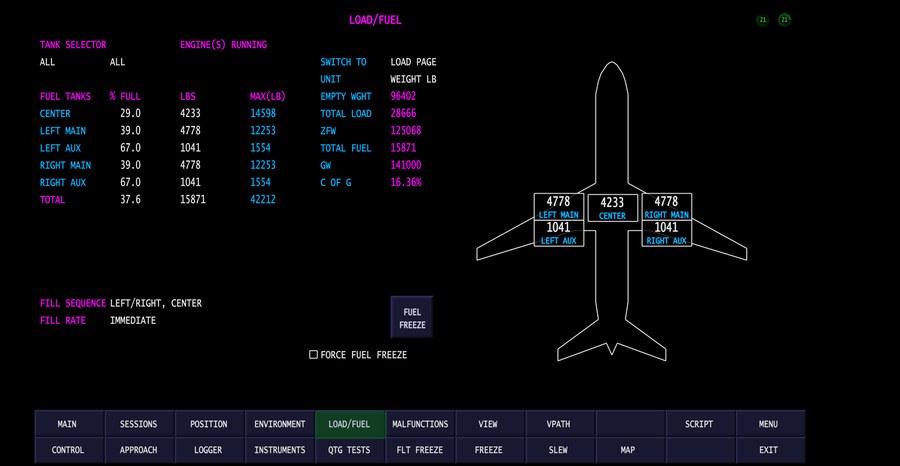 LOAD/FUEL
21 21
TANK SELECTOR ENGINE(S) RUNNING
ALL ALL SWITCH TO LOAD PAGE
UNIT WEIGHT LB
FUEL TANKS % FULL LBS MAX(LB) EMPTY WGHT 96402
CENTER 29.0 4233 14598 TOTAL LOAD 28666
LEFT MAIN 39.0 4778 12253 ZFW 125068
LEFT AUX 67.0 1041 1554 TOTAL FUEL 15871
RIGHT MAIN 39.0 4778 12253 GW 141000
RIGHT AUX 67.0 1041 1554 C OF G 16.36%
TOTAL 37.6 15871 42212
4778 4233 4778
LEFT MAIN CENTER RIGHT MAIN
1041 1041
LEFT AUX RIGHT AUX
FILL SEQUENCE LEFT/RIGHT, CENTER
FILL RATE IMMEDIATE
FUEL
FREEZE
FORCE FUEL FREEZE
MAIN SESSIONS POSITION ENVIRONMENT LOAD/FUEL MALFUNCTIONS VIEW VPATH SCRIPT MENU
CONTROL APPROACH LOGGER INSTRUMENTS QTG TESTS FLT FREEZE FREEZE SLEW MAP EXIT